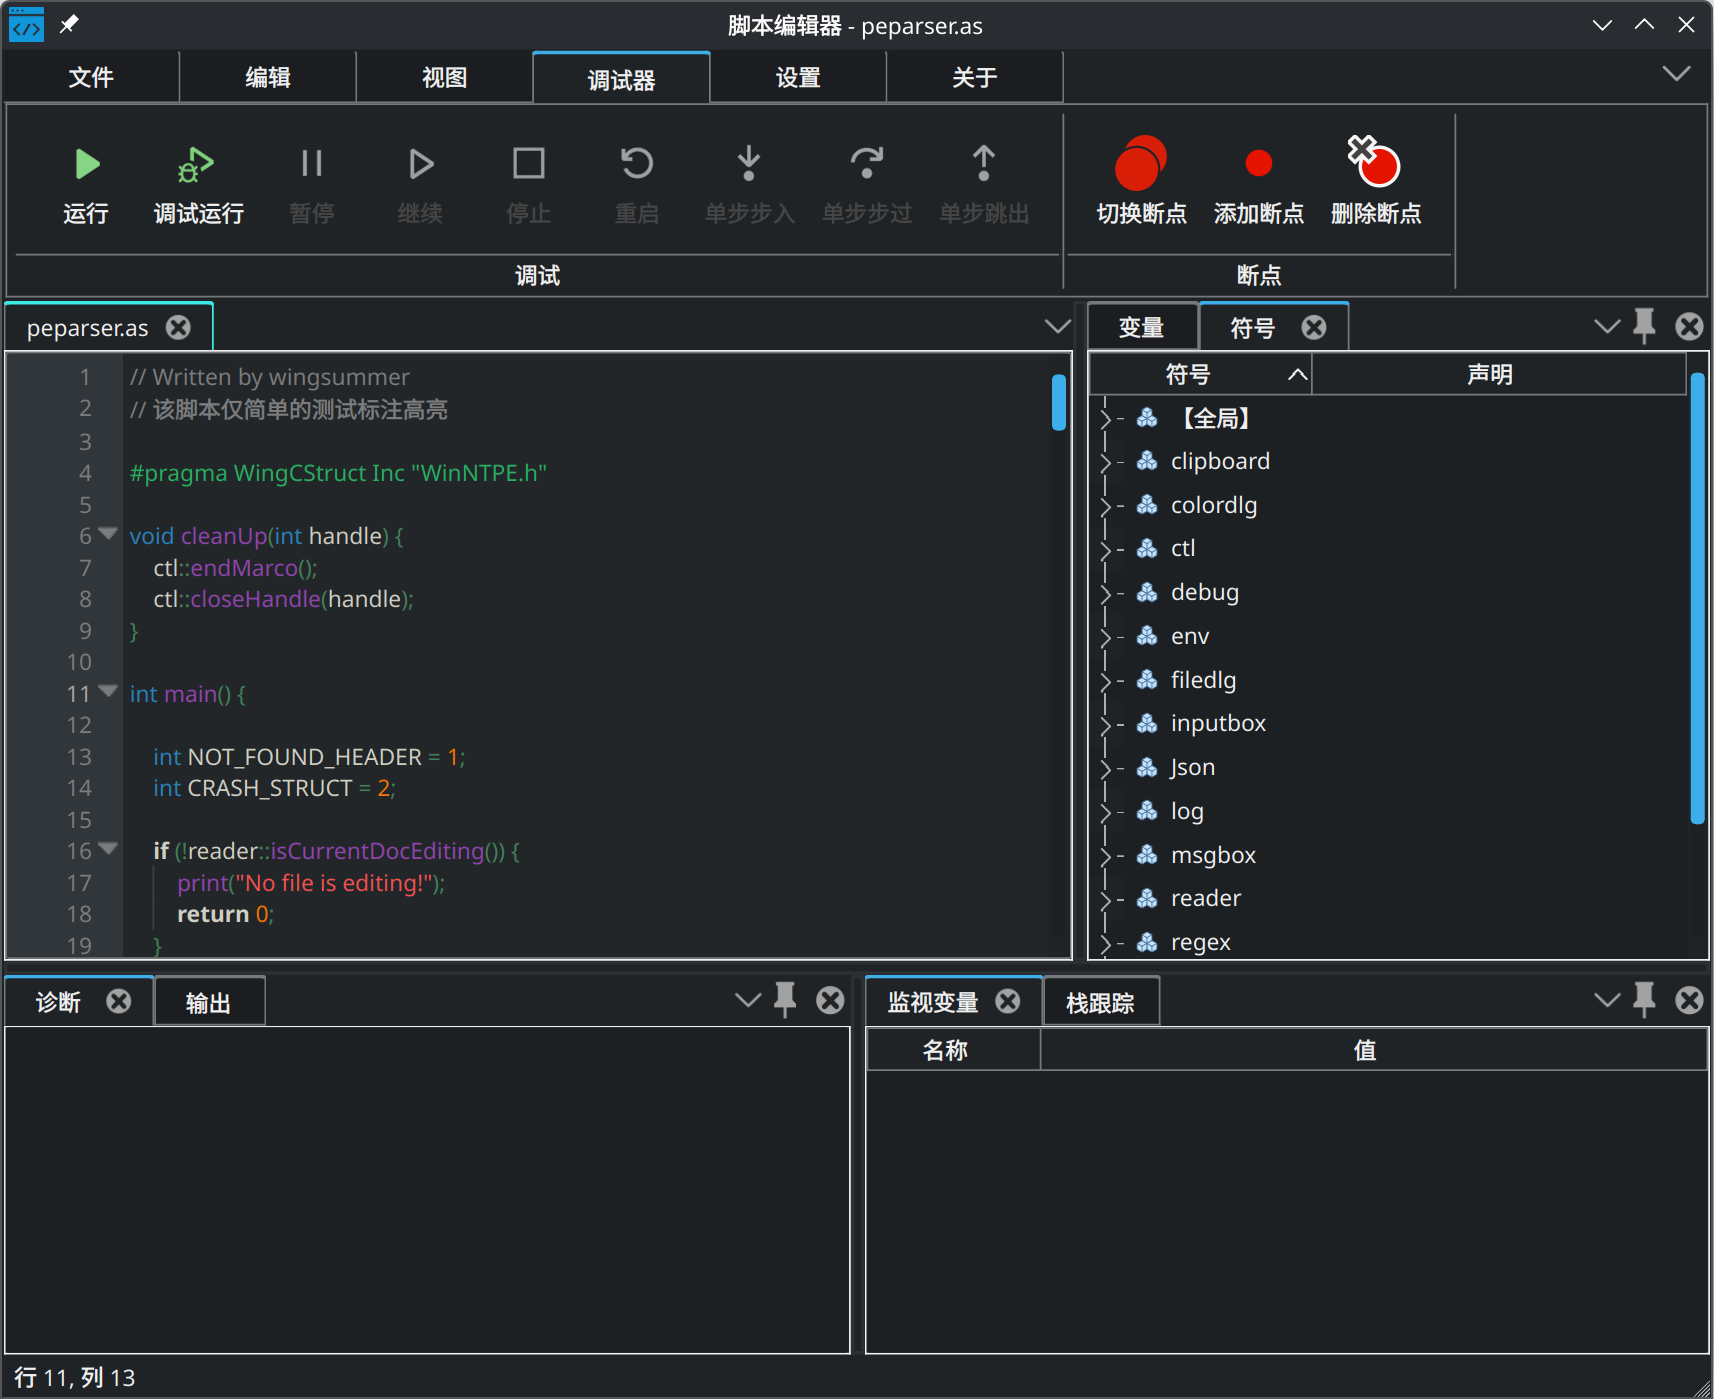 脚本编辑器 - peparser.as
文件 编辑 视图 调试器 设置 关于
运行 调试运行 暂停 继续 停止 重启 单步步入 单步步过 单步跳出 切换断点 添加断点 删除断点
调试 断点
peparser.as
变量 符号
符号 声明
1 // Written by wingsummer
2 // 该脚本仅简单的测试标注高亮
3
4 #pragma WingCStruct Inc "WinNTPE.h"
5
6 void cleanUp(int handle) {
7 ctl::endMarco();
8 ctl::closeHandle(handle);
9 }
10
11 int main() {
12
13 int NOT_FOUND_HEADER = 1;
14 int CRASH_STRUCT = 2;
15
16 if (!reader::isCurrentDocEditing()) {
17 print("No file is editing!");
18 return 0;
19 }
【全局】
clipboard
colordlg
ctl
debug
env
filedlg
inputbox
Json
log
msgbox
reader
regex
诊断 输出
监视变量 栈跟踪
名称 值
行 11, 列 13